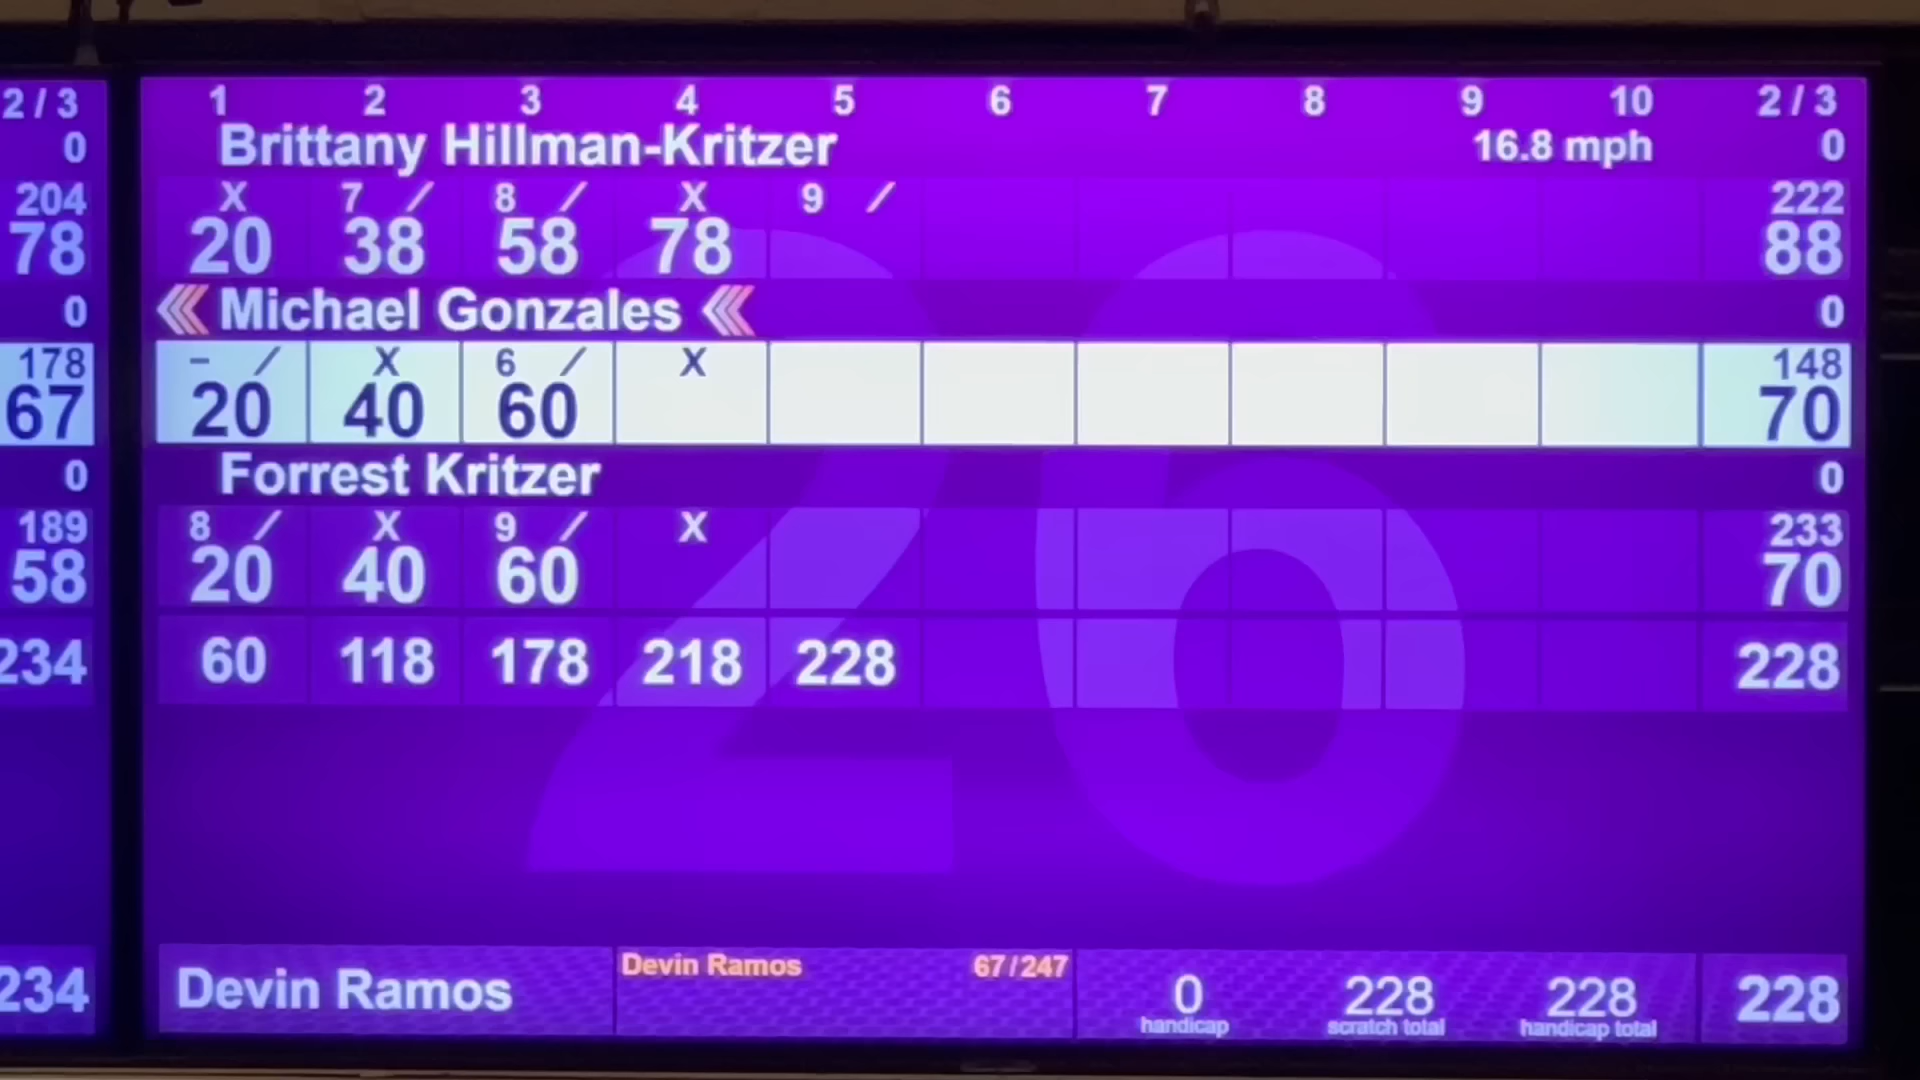 2 / 3 1 2 3 4 5 6 7 8 9 10 2 / 3
0 Brittany Hillman-Kritzer 16.8 mph 0
204 X 7 / 8 / X 9 / 222
78 20 38 58 78 88
0 Michael Gonzales 0
178 – / X 6 / X 148
67 20 40 60 70
0 Forrest Kritzer 0
189 8 / X 9 / X 233
58 20 40 60 70
234 60 118 178 218 228 228
26
Devin Ramos 67/247
234 Devin Ramos 0 228 228 228
handicap scratch total handicap total